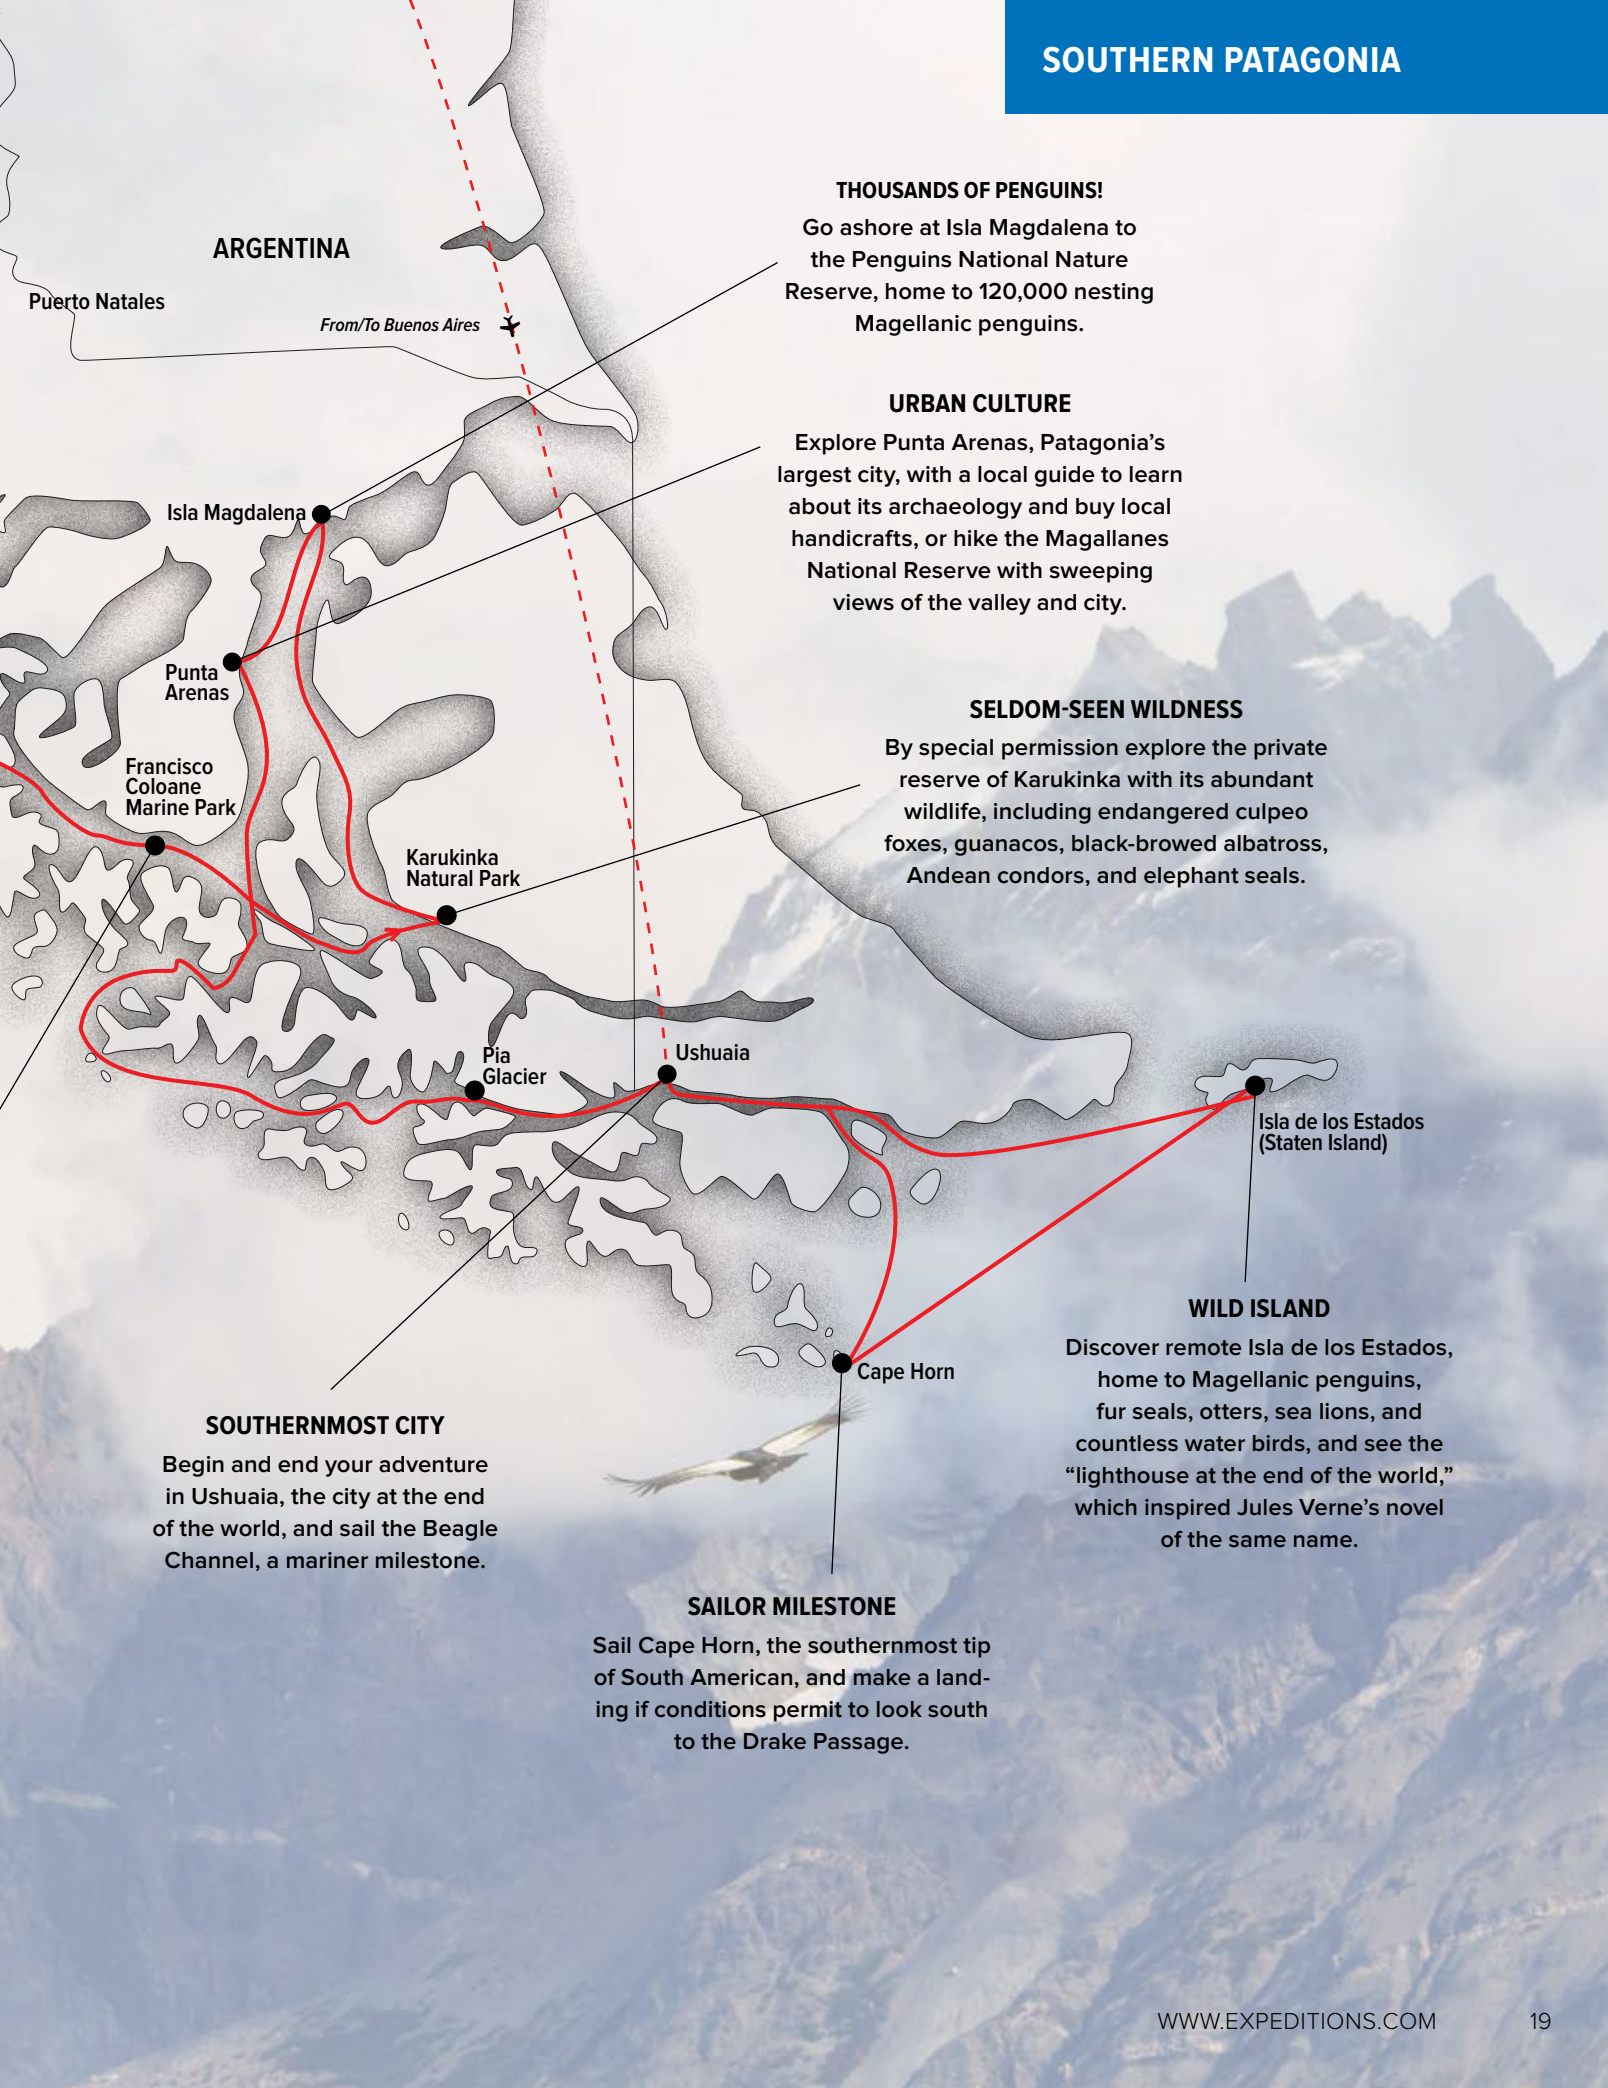 SOUTHERN PATAGONIA
THOUSANDS OF PENGUINS!
Go ashore at Isla Magdalena to
the Penguins National Nature
Reserve, home to 120,000 nesting
Magellanic penguins.
ARGENTINA
Puerto Natales
From/To Buenos Aires
URBAN CULTURE
Explore Punta Arenas, Patagonia’s
largest city, with a local guide to learn
about its archaeology and buy local
handicrafts, or hike the Magallanes
National Reserve with sweeping
views of the valley and city.
Isla Magdalena
Punta
Arenas
SELDOM-SEEN WILDNESS
By special permission explore the private
reserve of Karukinka with its abundant
wildlife, including endangered culpeo
foxes, guanacos, black-browed albatross,
Andean condors, and elephant seals.
Francisco
Coloane
Marine Park
Karukinka
Natural Park
Pia
Glacier
Ushuaia
Isla de los Estados
(Staten Island)
Cape Horn
WILD ISLAND
Discover remote Isla de los Estados,
home to Magellanic penguins,
fur seals, otters, sea lions, and
countless water birds, and see the
“lighthouse at the end of the world,”
which inspired Jules Verne’s novel
of the same name.
SOUTHERNMOST CITY
Begin and end your adventure
in Ushuaia, the city at the end
of the world, and sail the Beagle
Channel, a mariner milestone.
SAILOR MILESTONE
Sail Cape Horn, the southernmost tip
of South American, and make a land-
ing if conditions permit to look south
to the Drake Passage.
WWW.EXPEDITIONS.COM 19